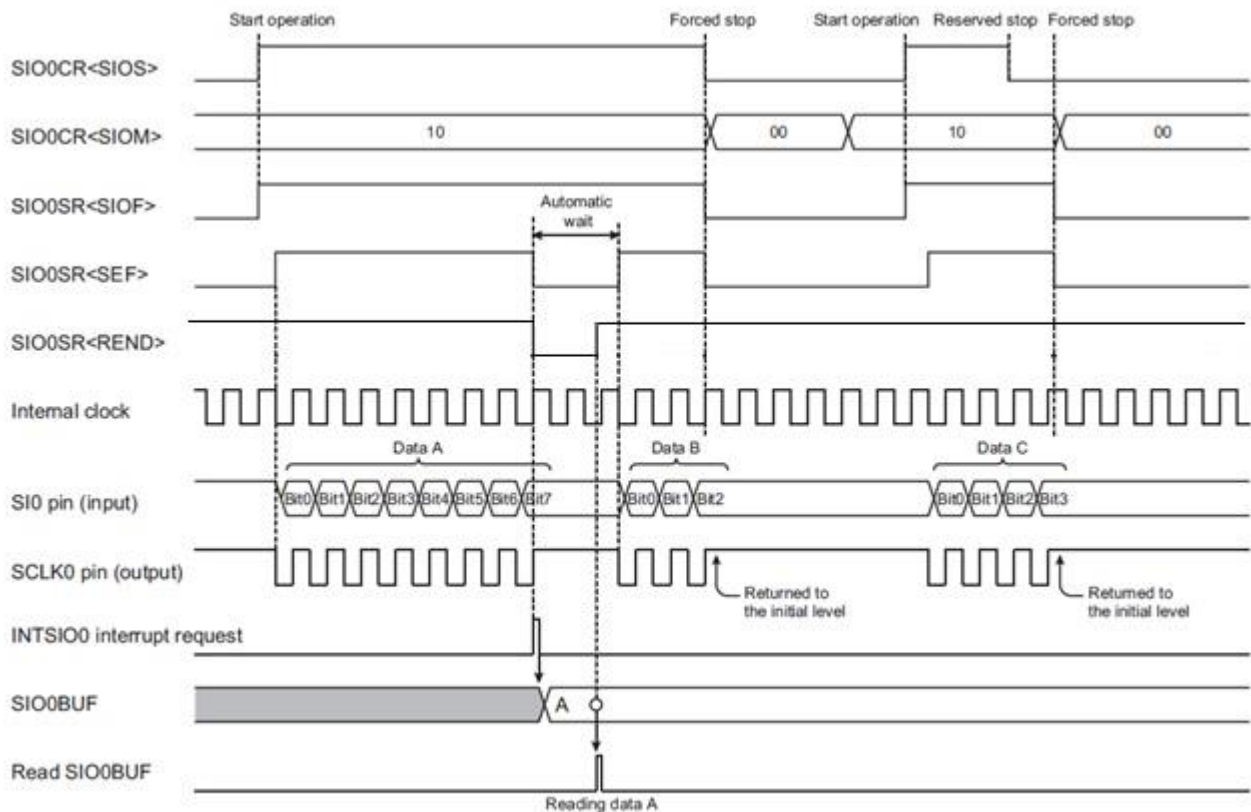 Start operation
Forced stop
Start operation
Reserved stop
Forced stop
SIO0CR<SIOS>
SIO0CR<SIOM>
10
00
10
00
SIO0SR<SIOF>
Automatic
wait
SIO0SR<SEF>
SIO0SR<REND>
Internal clock
Data A
Data B
Data C
SI0 pin (input)
Bit0 Bit1 Bit2 Bit3 Bit4 Bit5 Bit6 Bit7
Bit0 Bit1 Bit2
Bit0 Bit1 Bit2 Bit3
SCLK0 pin (output)
Returned to
the initial level
Returned to
the initial level
INTSIO0 interrupt request
SIO0BUF
A
Read SIO0BUF
Reading data A